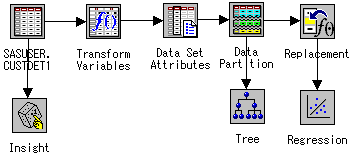 SASUSER.
CUSTDET1
Transform
Variables
Data Set
Attributes
Data
Partition
Replacement
Insight
Tree
Regression